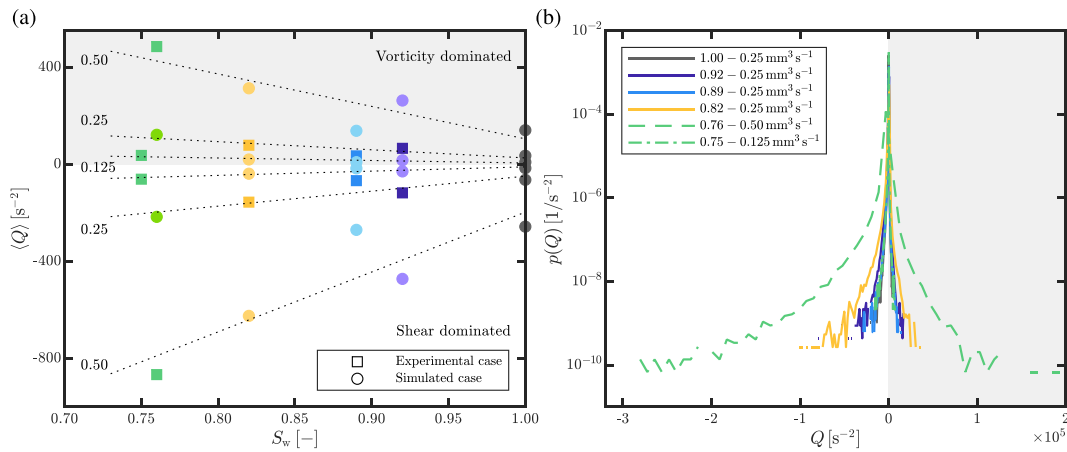 (a)
Vorticity dominated
0.50
0.25
0.125
0.25
0.50
Shear dominated
Experimental case
Simulated case
400
0
-400
-800
⟨Q⟩ [s⁻²]
0.70
0.75
0.80
0.85
0.90
0.95
1.00
S_w [−]
(b)
1.00 − 0.25 mm³ s⁻¹
0.92 − 0.25 mm³ s⁻¹
0.89 − 0.25 mm³ s⁻¹
0.82 − 0.25 mm³ s⁻¹
0.76 − 0.50 mm³ s⁻¹
0.75 − 0.125 mm³ s⁻¹
10⁻²
10⁻⁴
10⁻⁶
10⁻⁸
10⁻¹⁰
p(Q) [1/s⁻²]
-3
-2
-1
0
1
2
×10⁵
Q [s⁻²]